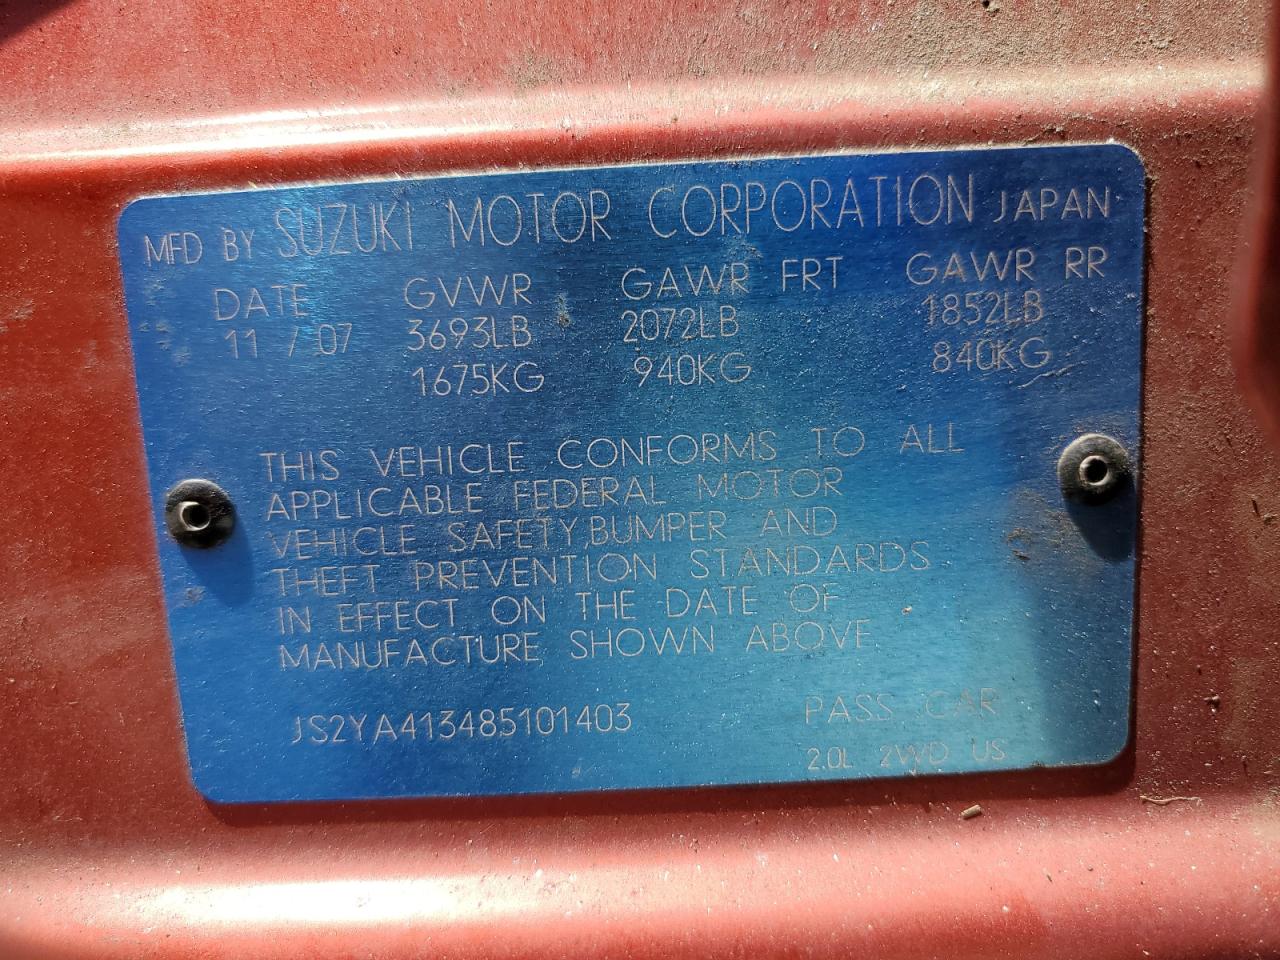 MFD BY SUZUKI MOTOR CORPORATION JAPAN
DATE GVWR GAWR FRT GAWR RR
11 / 07 3693LB 2072LB 1852LB
1675KG 940KG 840KG
THIS VEHICLE CONFORMS TO ALL
APPLICABLE FEDERAL MOTOR
VEHICLE SAFETY BUMPER AND
THEFT PREVENTION STANDARDS
IN EFFECT ON THE DATE OF
MANUFACTURE SHOWN ABOVE
JS2YA413485101403 PASS CAR
2.0L 2WD US